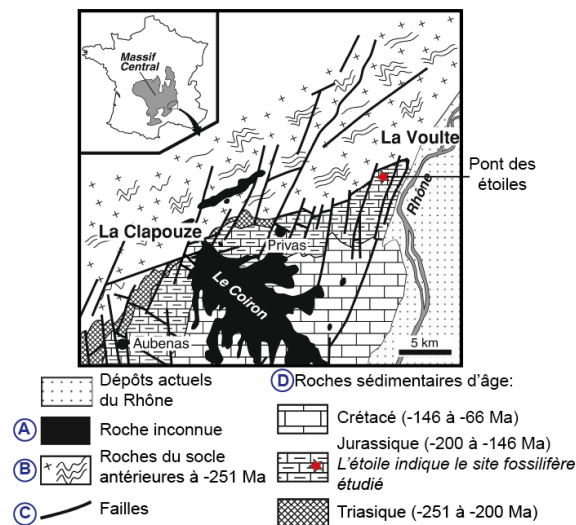 Massif
Central
La Voulte
Pont des
étoiles
Rhône
La Clapouze
Privas
Le Coiron
Aubenas
5 km
Dépôts actuels
du Rhône
A Roche inconnue
B Roches du socle
antérieures à -251 Ma
C Failles
D Roches sédimentaires d'âge:
Crétacé (-146 à -66 Ma)
Jurassique (-200 à -146 Ma)
L'étoile indique le site fossilifère
étudié
Triasique (-251 à -200 Ma)